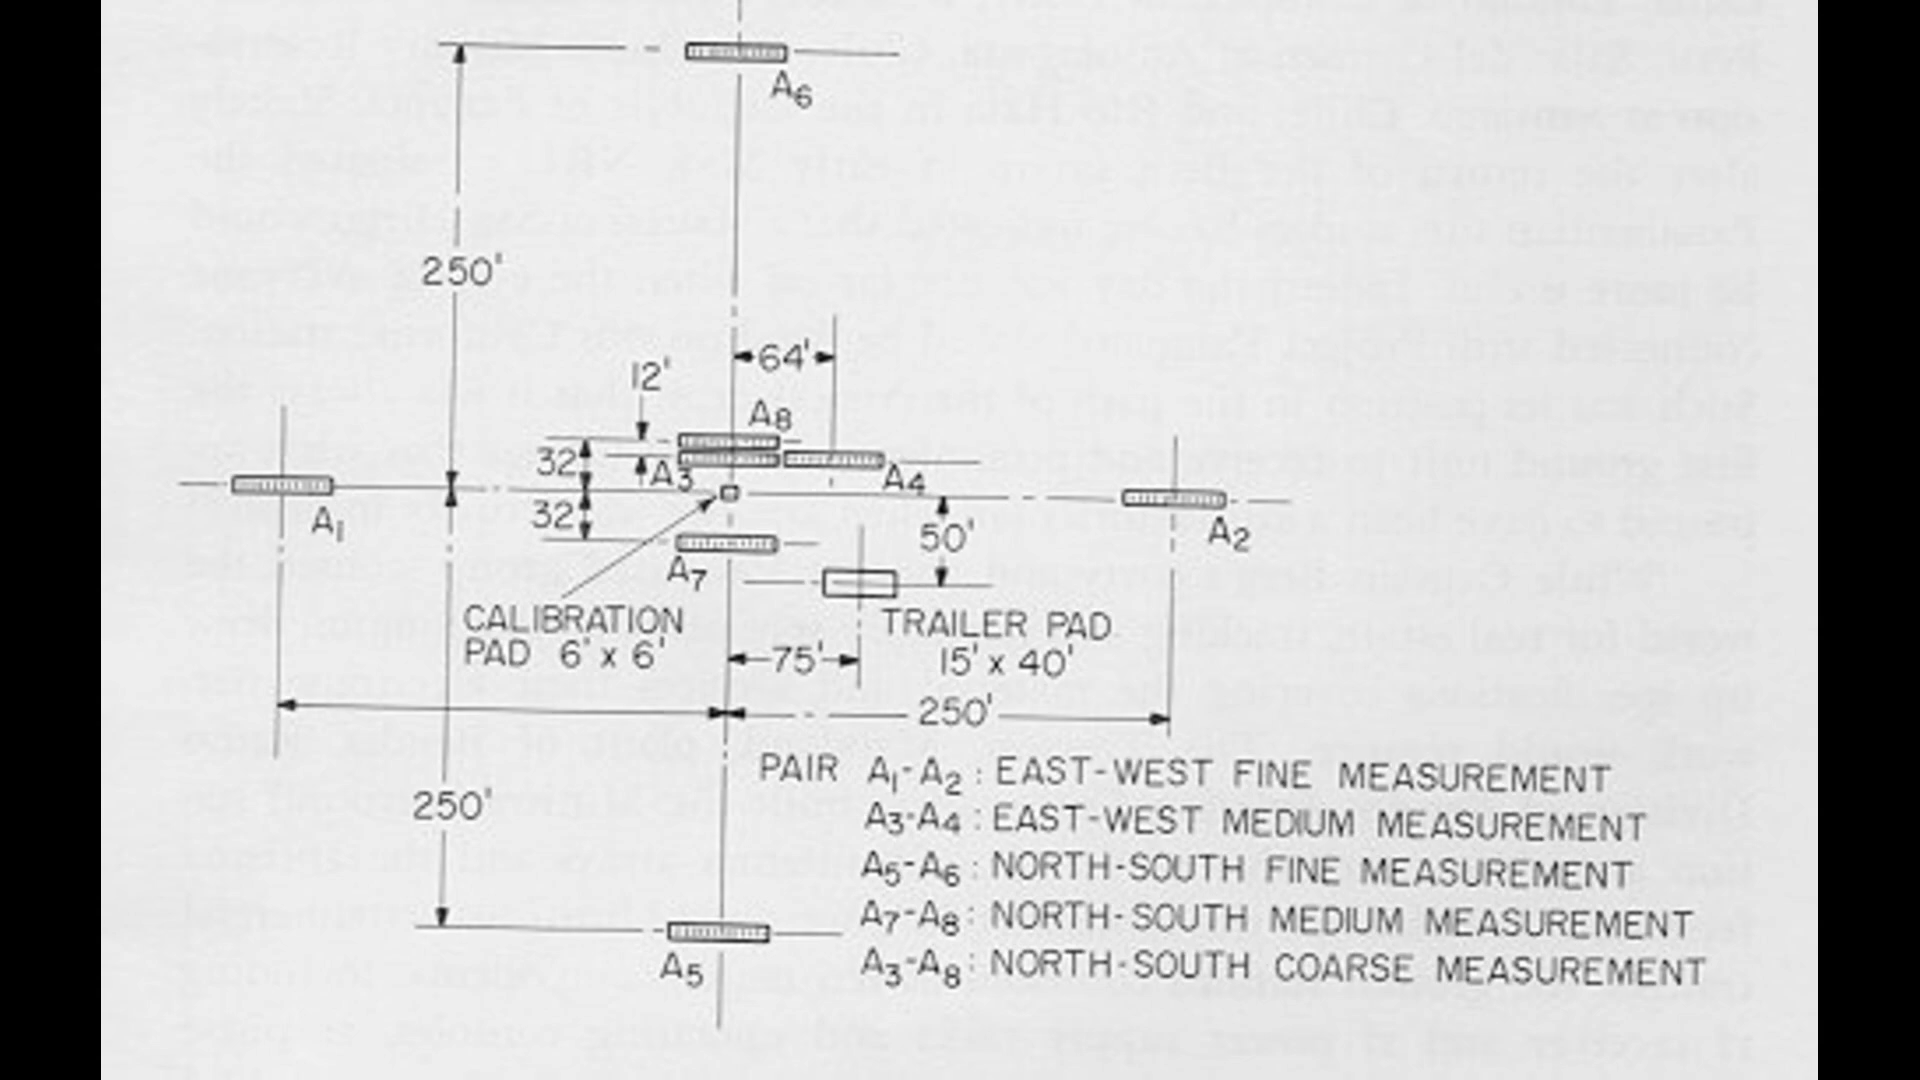 A6
250'
64'
12'
A8
32
A3
A4
A1
32
50'
A2
A7
CALIBRATION
PAD 6' x 6'
TRAILER PAD
15' x 40'
75'
250'
PAIR A1-A2 : EAST-WEST FINE MEASUREMENT
250'
A3-A4 : EAST-WEST MEDIUM MEASUREMENT
A5-A6 : NORTH-SOUTH FINE MEASUREMENT
A7-A8 : NORTH-SOUTH MEDIUM MEASUREMENT
A5
A3-A8 : NORTH-SOUTH COARSE MEASUREMENT